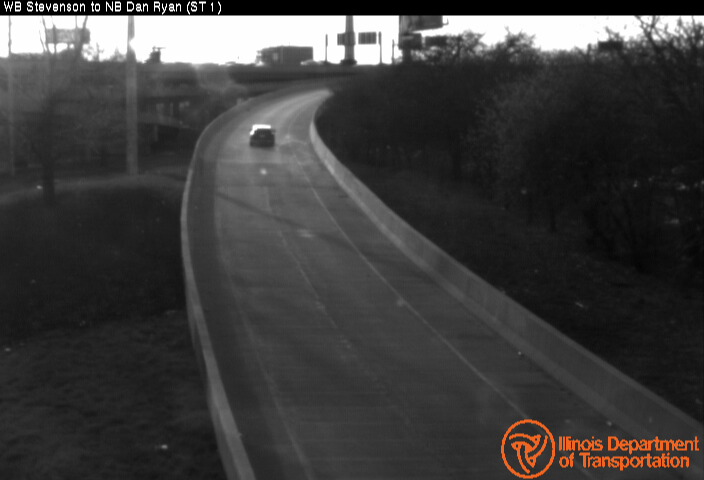 WB Stevenson to NB Dan Ryan (ST 1)
Illinois Department
of Transportation